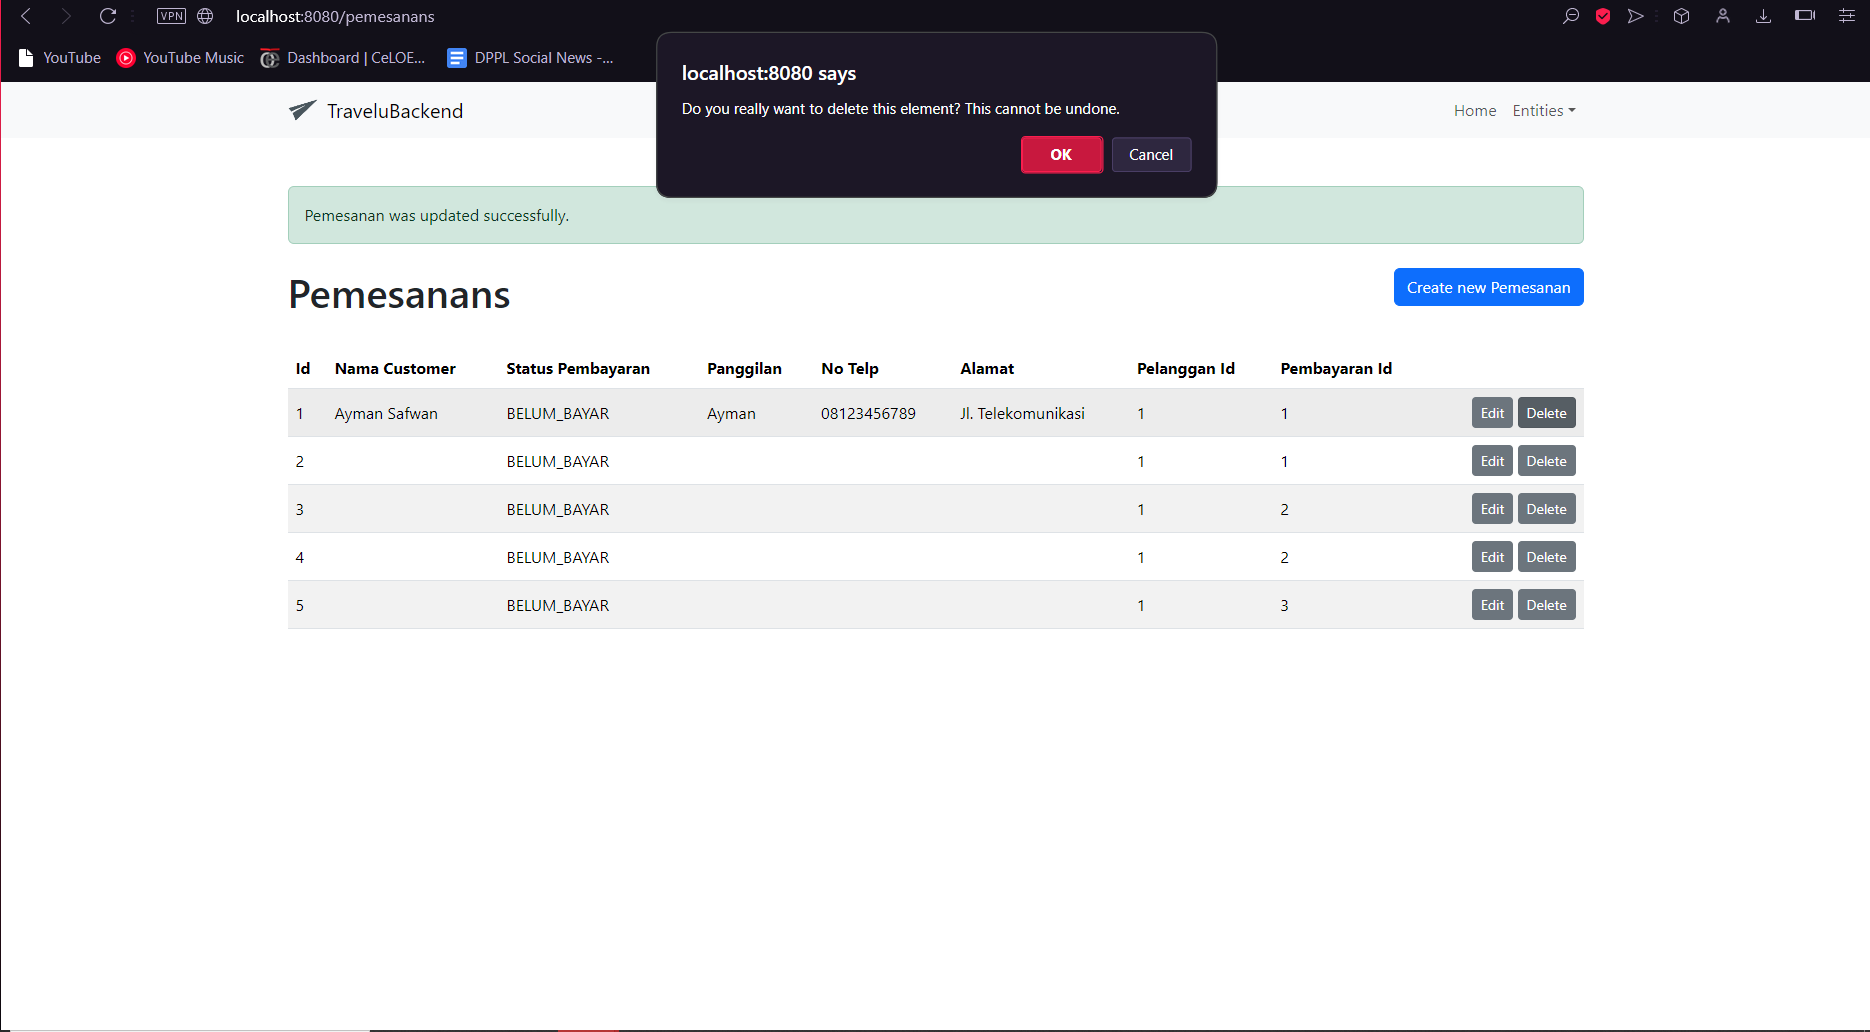 VPN localhost:8080/pemesanans
YouTube YouTube Music Dashboard | CeLOE... DPPL Social News -...
localhost:8080 says
Do you really want to delete this element? This cannot be undone.
OK Cancel
TraveluBackend Home Entities
Pemesanan was updated successfully.
Pemesanans Create new Pemesanan
Id Nama Customer Status Pembayaran Panggilan No Telp Alamat Pelanggan Id Pembayaran Id
1 Ayman Safwan BELUM_BAYAR Ayman 08123456789 Jl. Telekomunikasi 1 1 Edit Delete
2 BELUM_BAYAR 1 1 Edit Delete
3 BELUM_BAYAR 1 2 Edit Delete
4 BELUM_BAYAR 1 2 Edit Delete
5 BELUM_BAYAR 1 3 Edit Delete